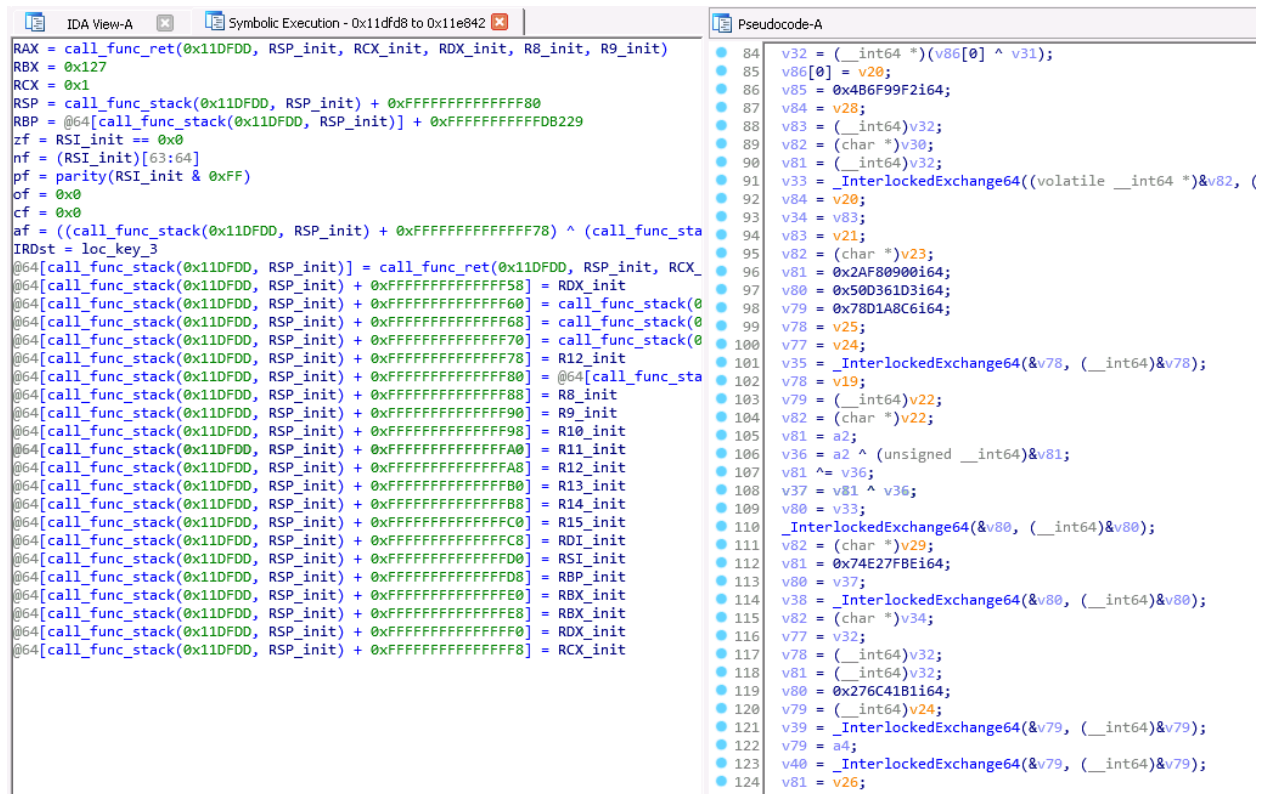 IDA View-A
Symbolic Execution - 0x11dfd8 to 0x11e842
RAX = call_func_ret(0x11DFDD, RSP_init, RCX_init, RDX_init, R8_init, R9_init)
RBX = 0x127
RCX = 0x1
RSP = call_func_stack(0x11DFDD, RSP_init) + 0xFFFFFFFFFFFFFF80
RBP = @64[call_func_stack(0x11DFDD, RSP_init)] + 0xFFFFFFFFFFFDB229
zf = RSI_init == 0x0
nf = (RSI_init)[63:64]
pf = parity(RSI_init & 0xFF)
of = 0x0
cf = 0x0
af = ((call_func_stack(0x11DFDD, RSP_init) + 0xFFFFFFFFFFFFFF78) ^ (call_func_sta
IRDst = loc_key_3
@64[call_func_stack(0x11DFDD, RSP_init)] = call_func_ret(0x11DFDD, RSP_init, RCX_
@64[call_func_stack(0x11DFDD, RSP_init) + 0xFFFFFFFFFFFFFF58] = RDX_init
@64[call_func_stack(0x11DFDD, RSP_init) + 0xFFFFFFFFFFFFFF60] = call_func_stack(0
@64[call_func_stack(0x11DFDD, RSP_init) + 0xFFFFFFFFFFFFFF68] = call_func_stack(0
@64[call_func_stack(0x11DFDD, RSP_init) + 0xFFFFFFFFFFFFFF70] = call_func_stack(0
@64[call_func_stack(0x11DFDD, RSP_init) + 0xFFFFFFFFFFFFFF78] = R12_init
@64[call_func_stack(0x11DFDD, RSP_init) + 0xFFFFFFFFFFFFFF80] = @64[call_func_sta
@64[call_func_stack(0x11DFDD, RSP_init) + 0xFFFFFFFFFFFFFF88] = R8_init
@64[call_func_stack(0x11DFDD, RSP_init) + 0xFFFFFFFFFFFFFF90] = R9_init
@64[call_func_stack(0x11DFDD, RSP_init) + 0xFFFFFFFFFFFFFF98] = R10_init
@64[call_func_stack(0x11DFDD, RSP_init) + 0xFFFFFFFFFFFFFFA0] = R11_init
@64[call_func_stack(0x11DFDD, RSP_init) + 0xFFFFFFFFFFFFFFA8] = R12_init
@64[call_func_stack(0x11DFDD, RSP_init) + 0xFFFFFFFFFFFFFFB0] = R13_init
@64[call_func_stack(0x11DFDD, RSP_init) + 0xFFFFFFFFFFFFFFB8] = R14_init
@64[call_func_stack(0x11DFDD, RSP_init) + 0xFFFFFFFFFFFFFFC0] = R15_init
@64[call_func_stack(0x11DFDD, RSP_init) + 0xFFFFFFFFFFFFFFC8] = RDI_init
@64[call_func_stack(0x11DFDD, RSP_init) + 0xFFFFFFFFFFFFFFD0] = RSI_init
@64[call_func_stack(0x11DFDD, RSP_init) + 0xFFFFFFFFFFFFFFD8] = RBP_init
@64[call_func_stack(0x11DFDD, RSP_init) + 0xFFFFFFFFFFFFFFE0] = RBX_init
@64[call_func_stack(0x11DFDD, RSP_init) + 0xFFFFFFFFFFFFFFE8] = RBX_init
@64[call_func_stack(0x11DFDD, RSP_init) + 0xFFFFFFFFFFFFFFF0] = RDX_init
@64[call_func_stack(0x11DFDD, RSP_init) + 0xFFFFFFFFFFFFFFF8] = RCX_init
Pseudocode-A
84 v32 = (__int64 *)(v86[0] ^ v31);
85 v86[0] = v20;
86 v85 = 0x4B6F99F2i64;
87 v84 = v28;
88 v83 = (__int64)v32;
89 v82 = (char *)v30;
90 v81 = (__int64)v32;
91 v33 = _InterlockedExchange64((volatile __int64 *)&v82, (
92 v84 = v20;
93 v34 = v83;
94 v83 = v21;
95 v82 = (char *)v23;
96 v81 = 0x2AF80900i64;
97 v80 = 0x50D361D3i64;
98 v79 = 0x78D1A8C6i64;
99 v78 = v25;
100 v77 = v24;
101 v35 = _InterlockedExchange64(&v78, (__int64)&v78);
102 v78 = v19;
103 v79 = (__int64)v22;
104 v82 = (char *)v22;
105 v81 = a2;
106 v36 = a2 ^ (unsigned __int64)&v81;
107 v81 ^= v36;
108 v37 = v81 ^ v36;
109 v80 = v33;
110 _InterlockedExchange64(&v80, (__int64)&v80);
111 v82 = (char *)v29;
112 v81 = 0x74E27FBEi64;
113 v80 = v37;
114 v38 = _InterlockedExchange64(&v80, (__int64)&v80);
115 v82 = (char *)v34;
116 v77 = v32;
117 v78 = (__int64)v32;
118 v81 = (__int64)v32;
119 v80 = 0x276C41B1i64;
120 v79 = (__int64)v24;
121 v39 = _InterlockedExchange64(&v79, (__int64)&v79);
122 v79 = a4;
123 v40 = _InterlockedExchange64(&v79, (__int64)&v79);
124 v81 = v26;